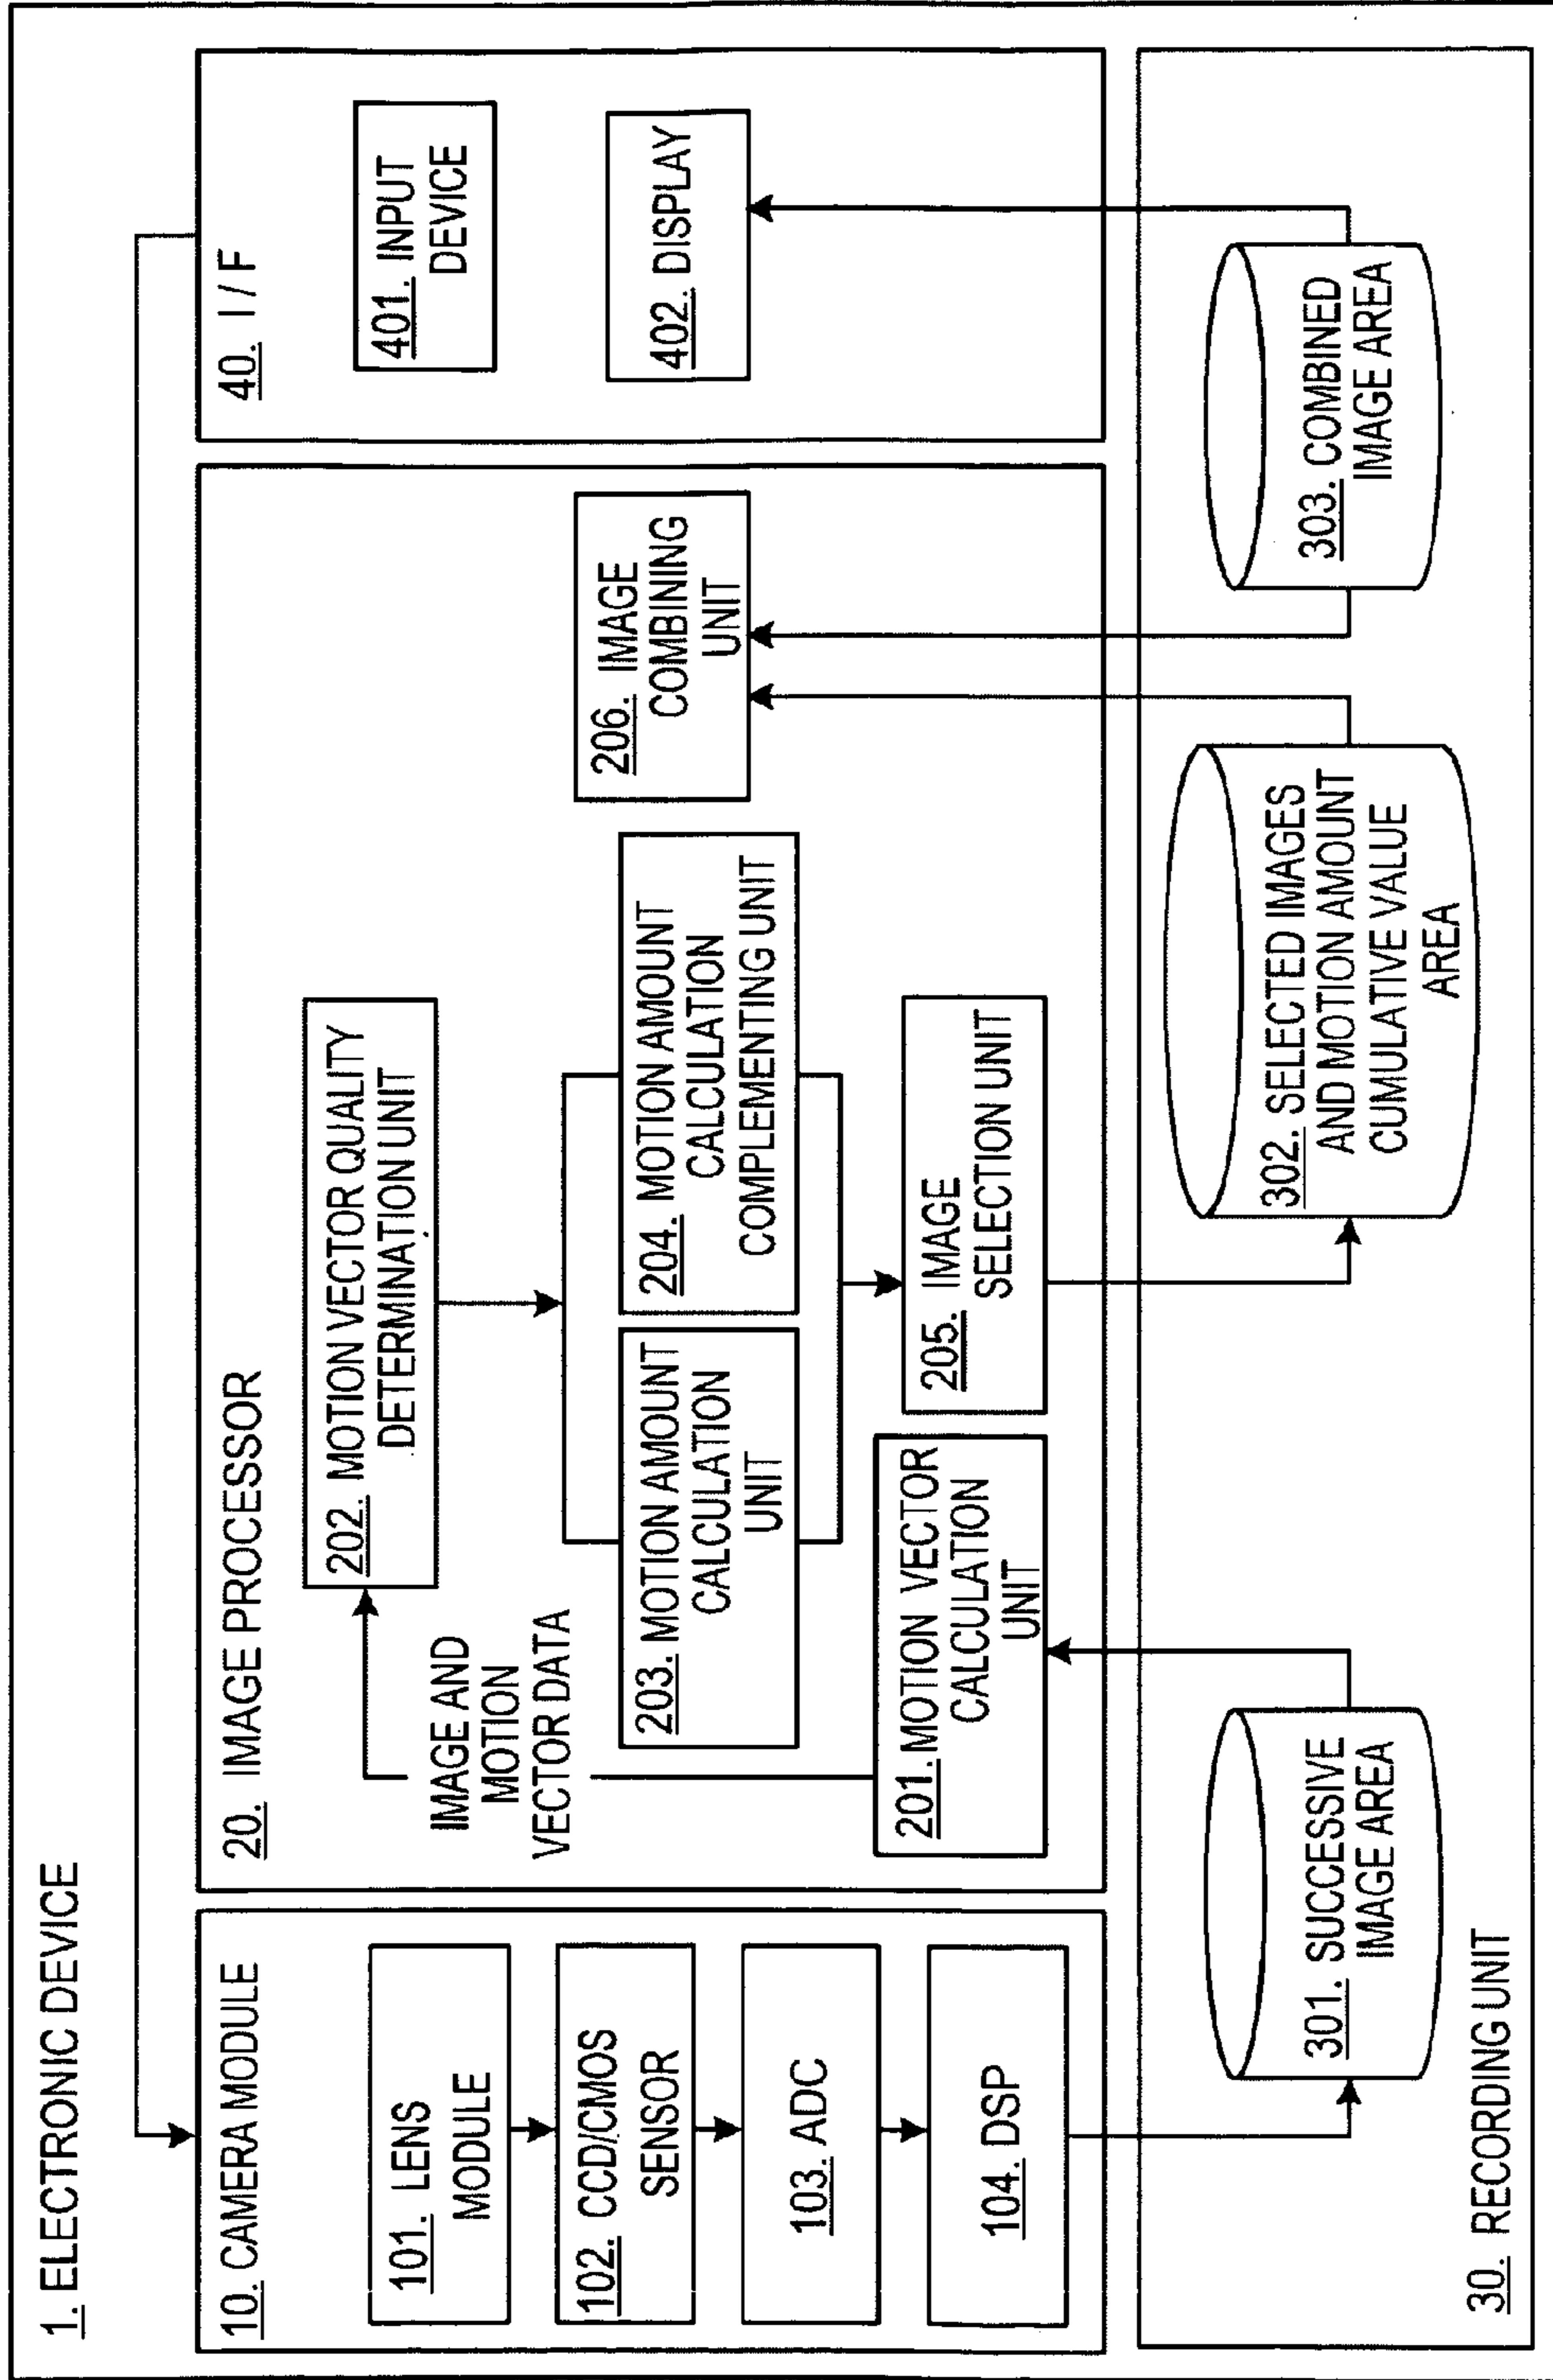 1. ELECTRONIC DEVICE
10. CAMERA MODULE
101. LENS
MODULE
102. CCD/CMOS
SENSOR
103. ADC
104. DSP
20. IMAGE PROCESSOR
202. MOTION VECTOR QUALITY
DETERMINATION UNIT
IMAGE AND
MOTION
VECTOR DATA
203. MOTION AMOUNT
CALCULATION
UNIT
204. MOTION AMOUNT
CALCULATION
COMPLEMENTING UNIT
201. MOTION VECTOR
CALCULATION
UNIT
205. IMAGE
SELECTION UNIT
206. IMAGE
COMBINING
UNIT
40. I/F
401. INPUT
DEVICE
402. DISPLAY
301. SUCCESSIVE
IMAGE AREA
302. SELECTED IMAGES
AND MOTION AMOUNT
CUMULATIVE VALUE
AREA
303. COMBINED
IMAGE AREA
30. RECORDING UNIT